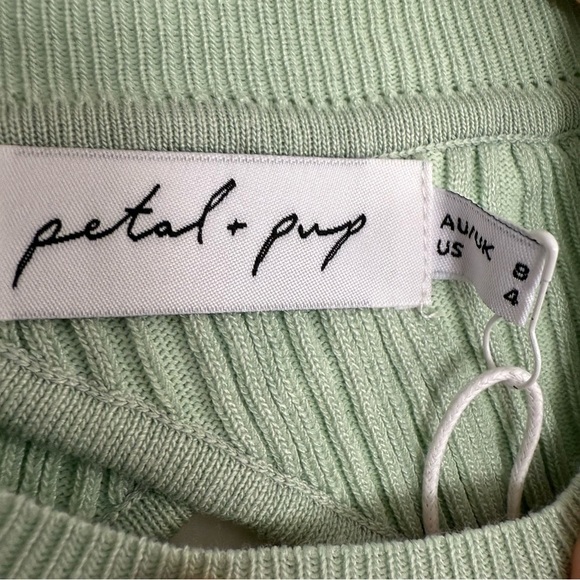 petal + pup
AU/UK 8
US 4